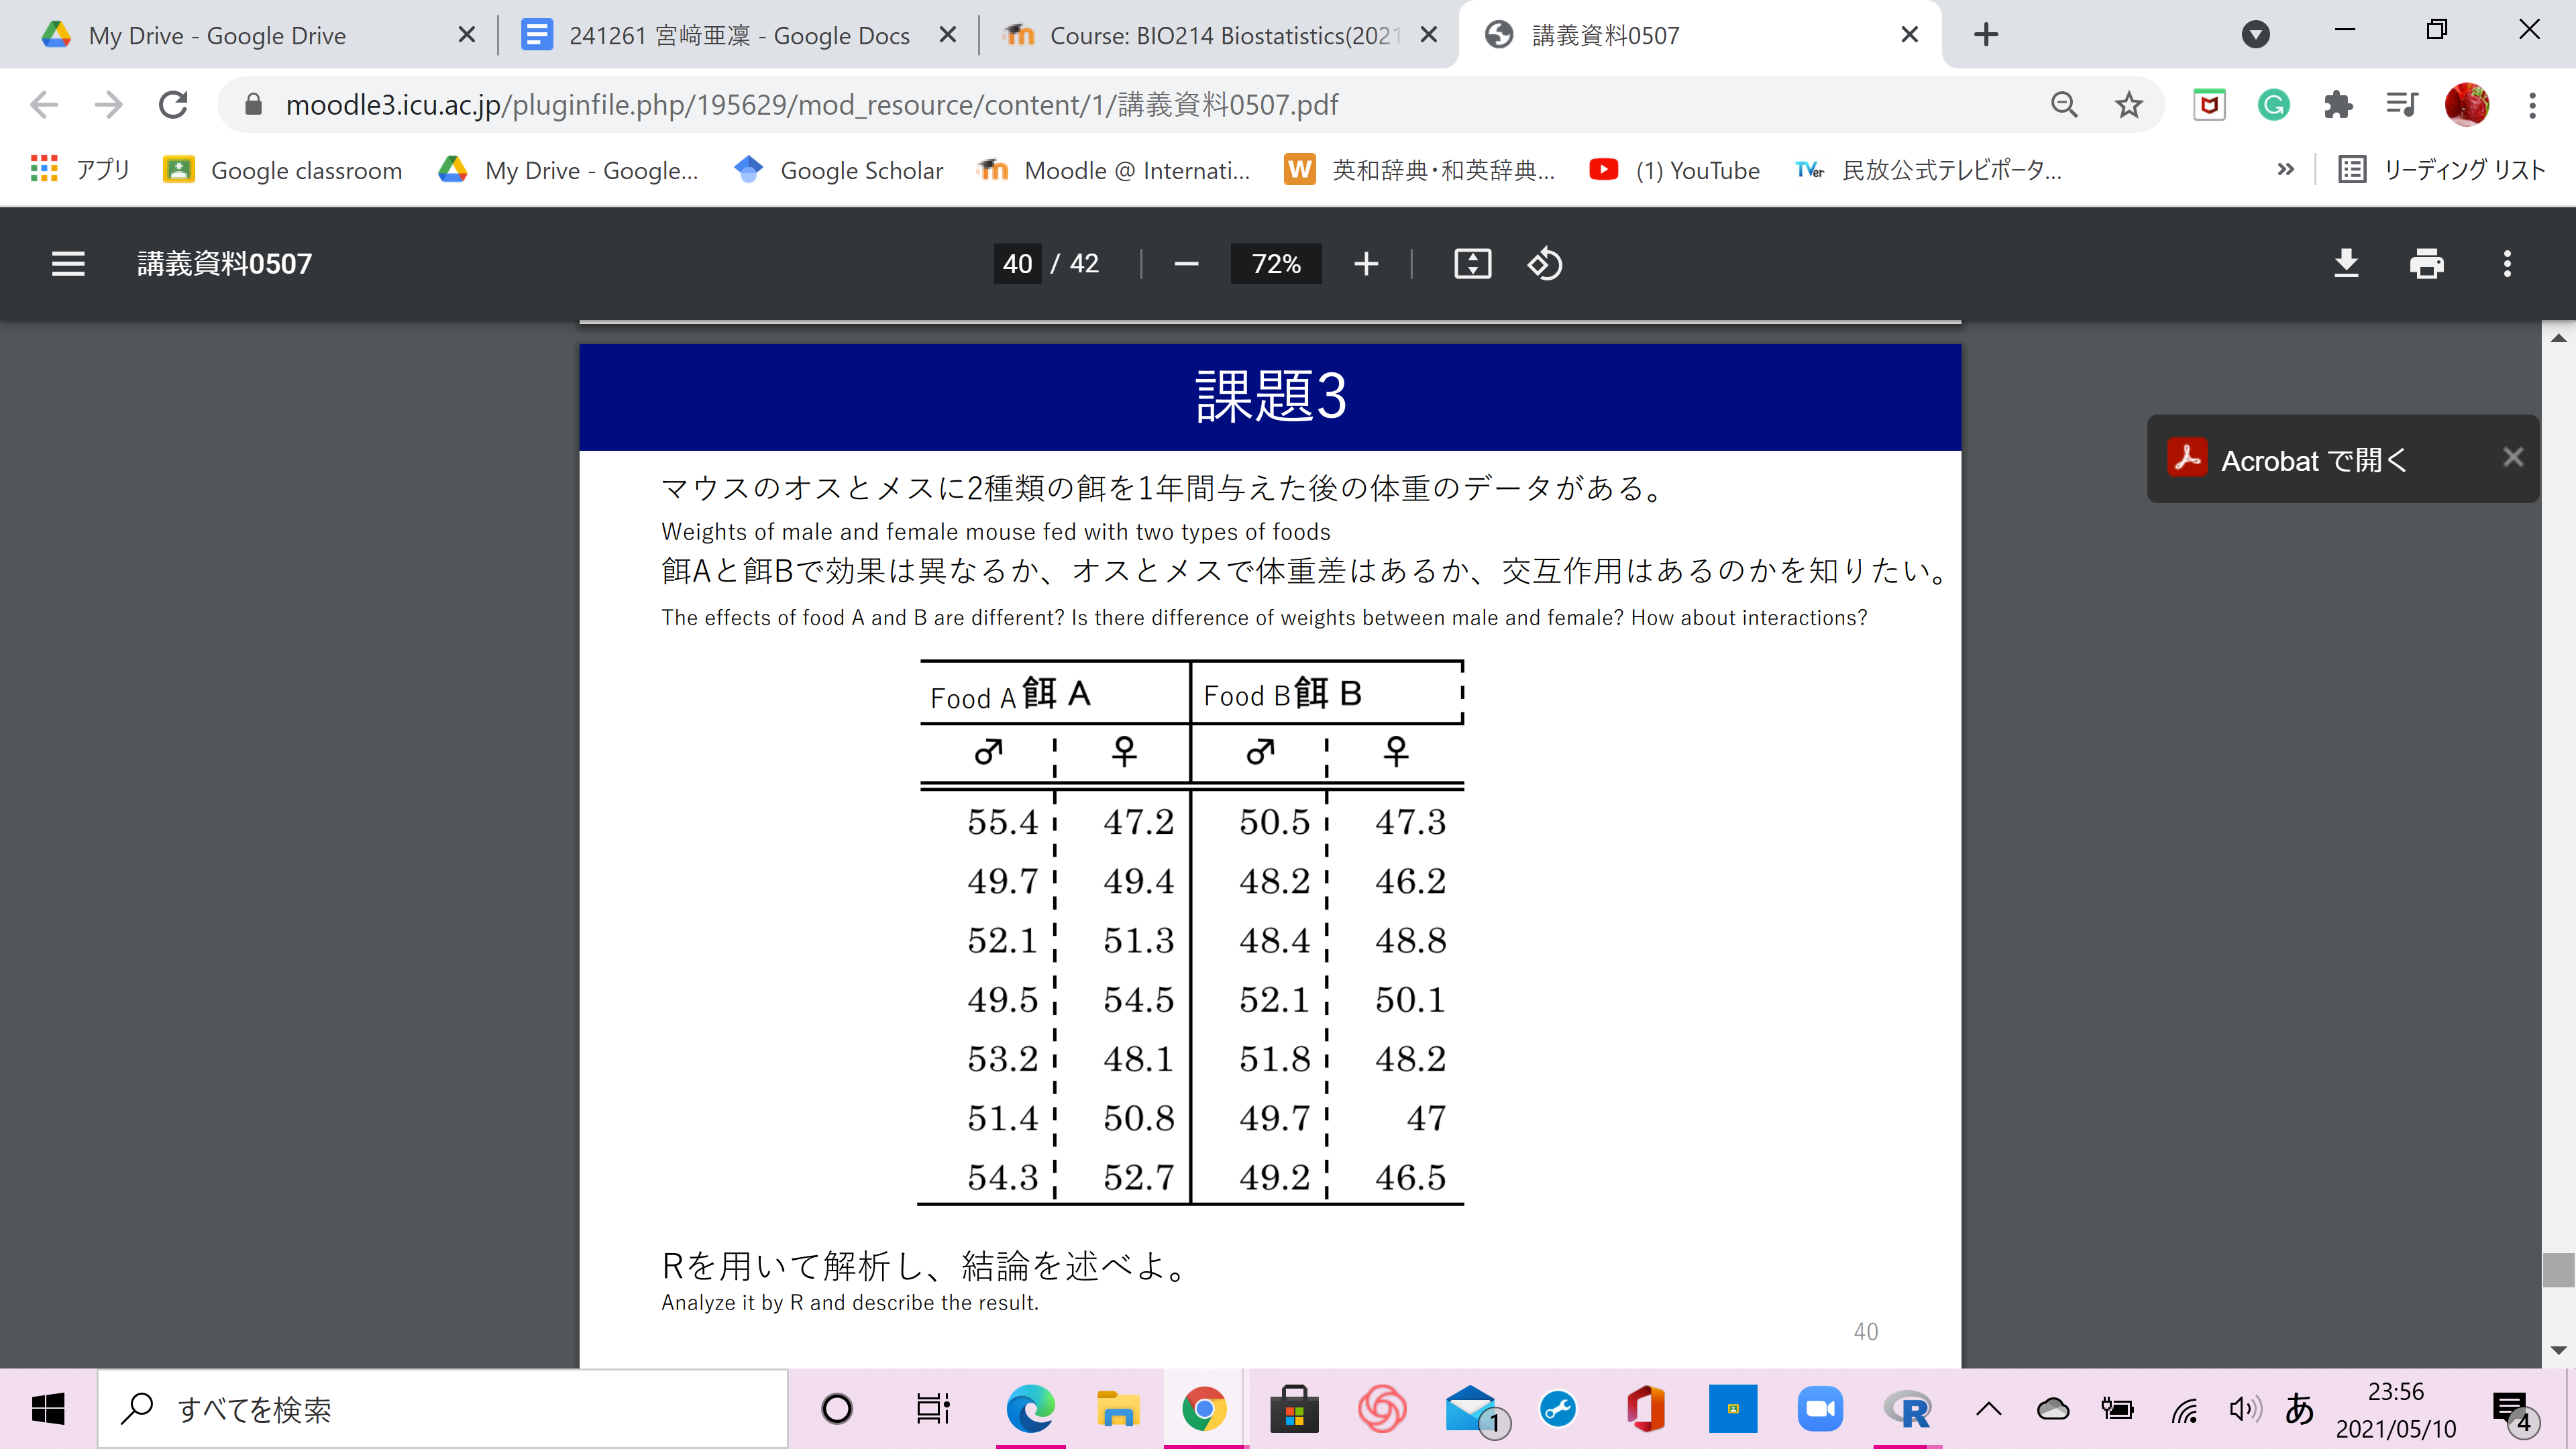 My Drive - Google Drive
241261 宮﨑亜凜 - Google Docs
Course: BIO214 Biostatistics(2021
講義資料0507
moodle3.icu.ac.jp/pluginfile.php/195629/mod_resource/content/1/講義資料0507.pdf
アプリ
Google classroom
My Drive - Google...
Google Scholar
Moodle @ Internati...
英和辞典・和英辞典...
(1) YouTube
民放公式テレビポータ...
»
リーディング リスト
講義資料0507
40 / 42
72%
課題3
Acrobat で開く
マウスのオスとメスに2種類の餌を1年間与えた後の体重のデータがある。
Weights of male and female mouse fed with two types of foods
餌Aと餌Bで効果は異なるか、オスとメスで体重差はあるか、交互作用はあるのかを知りたい。
The effects of food A and B are different? Is there difference of weights between male and female? How about interactions?
Food A 餌 A Food B 餌 B
♂ ♀ ♂ ♀
55.4 47.2 50.5 47.3
49.7 49.4 48.2 46.2
52.1 51.3 48.4 48.8
49.5 54.5 52.1 50.1
53.2 48.1 51.8 48.2
51.4 50.8 49.7 47
54.3 52.7 49.2 46.5
Rを用いて解析し、結論を述べよ。
Analyze it by R and describe the result.
40
すべてを検索
1
あ
23:56
2021/05/10
4